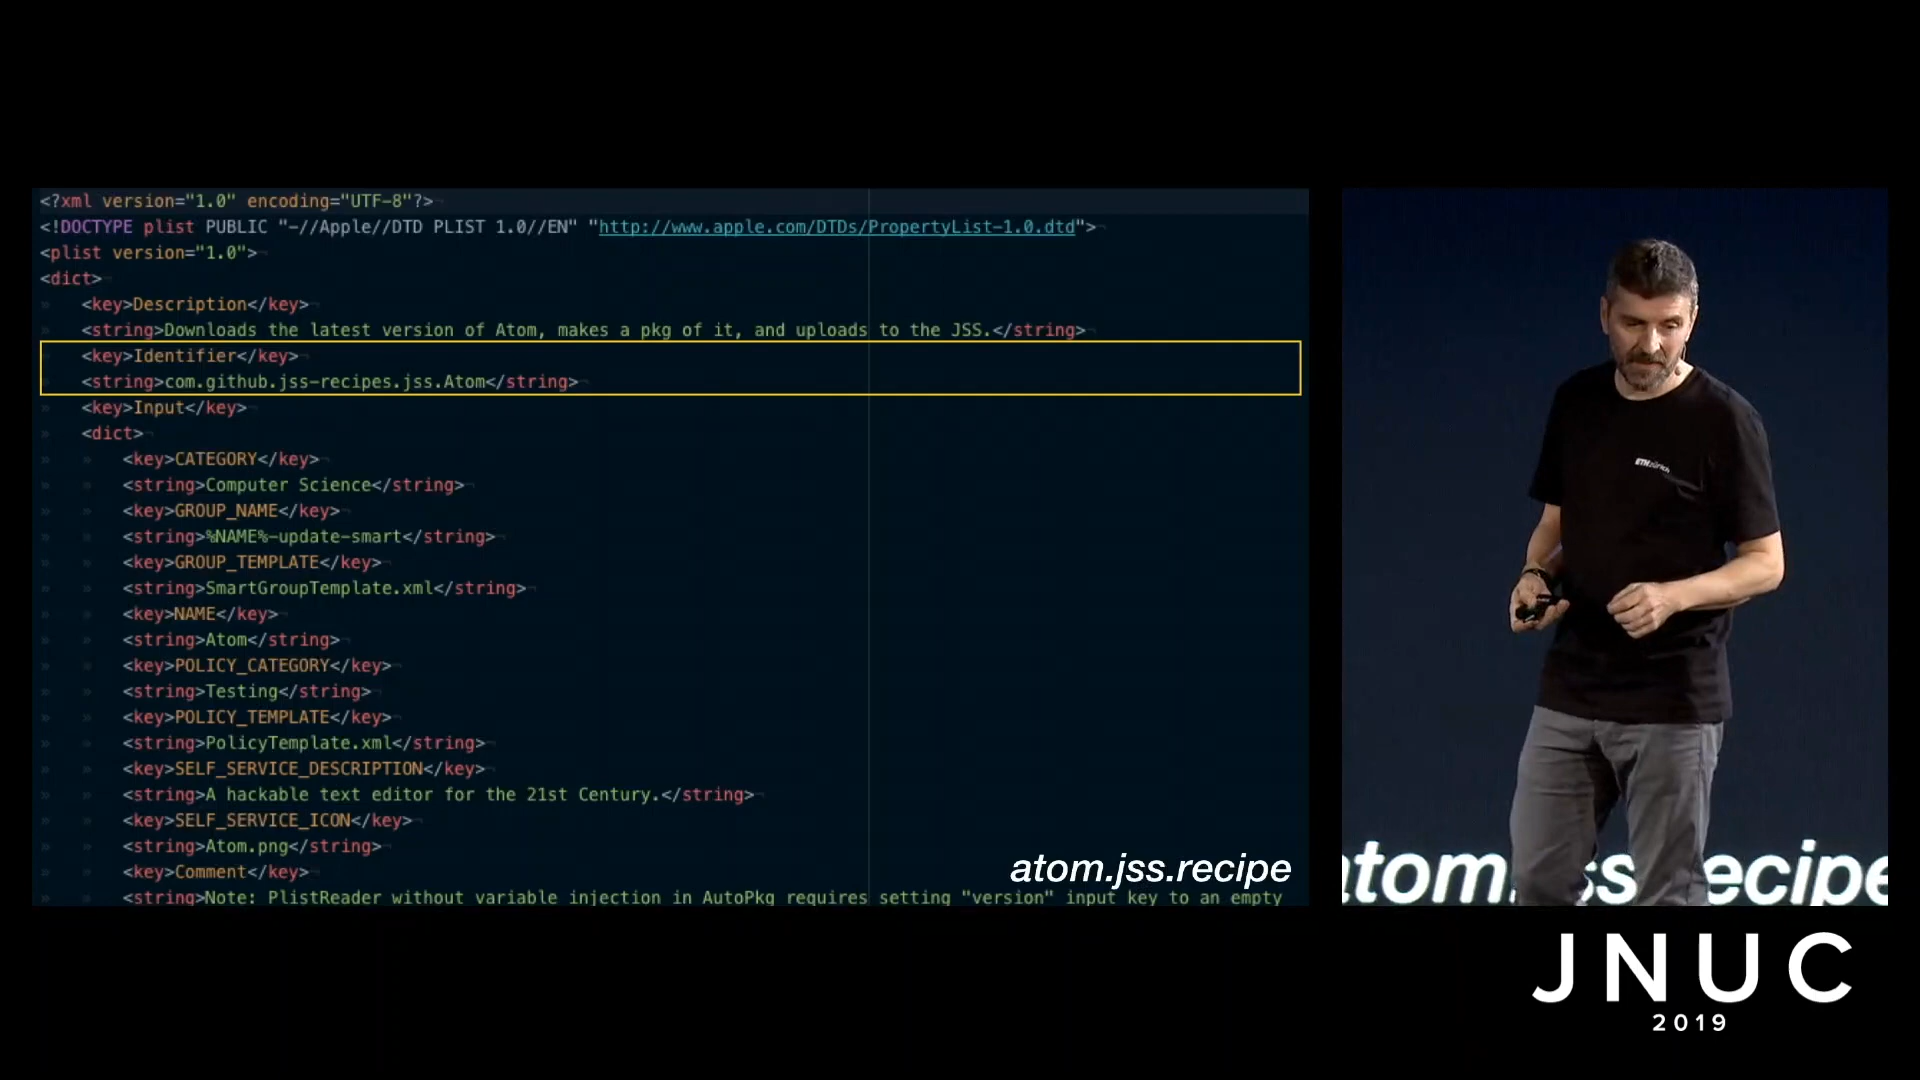 <?xml version="1.0" encoding="UTF-8"?>
<!DOCTYPE plist PUBLIC "-//Apple//DTD PLIST 1.0//EN" "http://www.apple.com/DTDs/PropertyList-1.0.dtd">
<plist version="1.0">
<dict>
<key>Description</key>
<string>Downloads the latest version of Atom, makes a pkg of it, and uploads to the JSS.</string>
<key>Identifier</key>
<string>com.github.jss-recipes.jss.Atom</string>
<key>Input</key>
<dict>
<key>CATEGORY</key>
<string>Computer Science</string>
<key>GROUP_NAME</key>
<string>%NAME%-update-smart</string>
<key>GROUP_TEMPLATE</key>
<string>SmartGroupTemplate.xml</string>
<key>NAME</key>
<string>Atom</string>
<key>POLICY_CATEGORY</key>
<string>Testing</string>
<key>POLICY_TEMPLATE</key>
<string>PolicyTemplate.xml</string>
<key>SELF_SERVICE_DESCRIPTION</key>
<string>A hackable text editor for the 21st Century.</string>
<key>SELF_SERVICE_ICON</key>
<string>Atom.png</string>
<key>Comment</key>
<string>Note: PlistReader without variable injection in AutoPkg requires setting "version" input key to an empty
atom.jss.recipe
ETH zürich
atom.jss.recipe
JNUC
2019